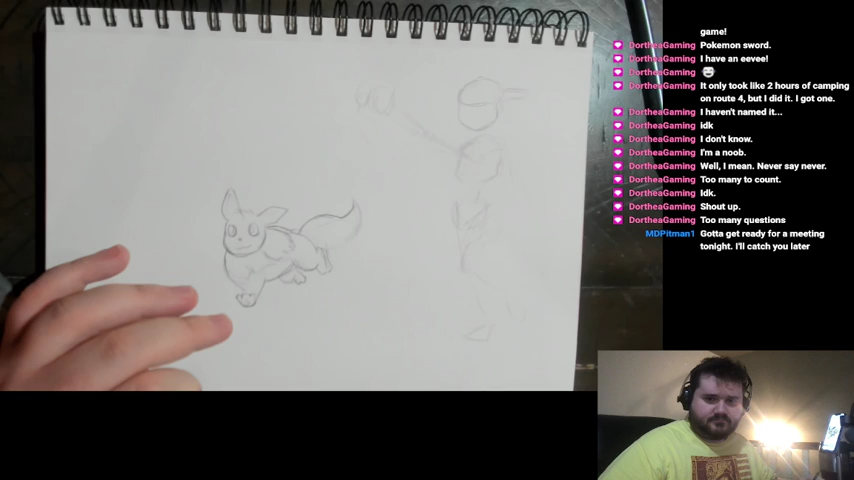 game!
DortheaGaming Pokemon sword.
DortheaGaming I have an eevee!
DortheaGaming
DortheaGaming It only took like 2 hours of camping
on route 4, but I did it. I got one.
DortheaGaming I haven't named it...
DortheaGaming idk
DortheaGaming I don't know.
DortheaGaming I'm a noob.
DortheaGaming Well, I mean. Never say never.
DortheaGaming Too many to count.
DortheaGaming Idk.
DortheaGaming Shout up.
DortheaGaming Too many questions
MDPitman1 Gotta get ready for a meeting
tonight. I'll catch you later